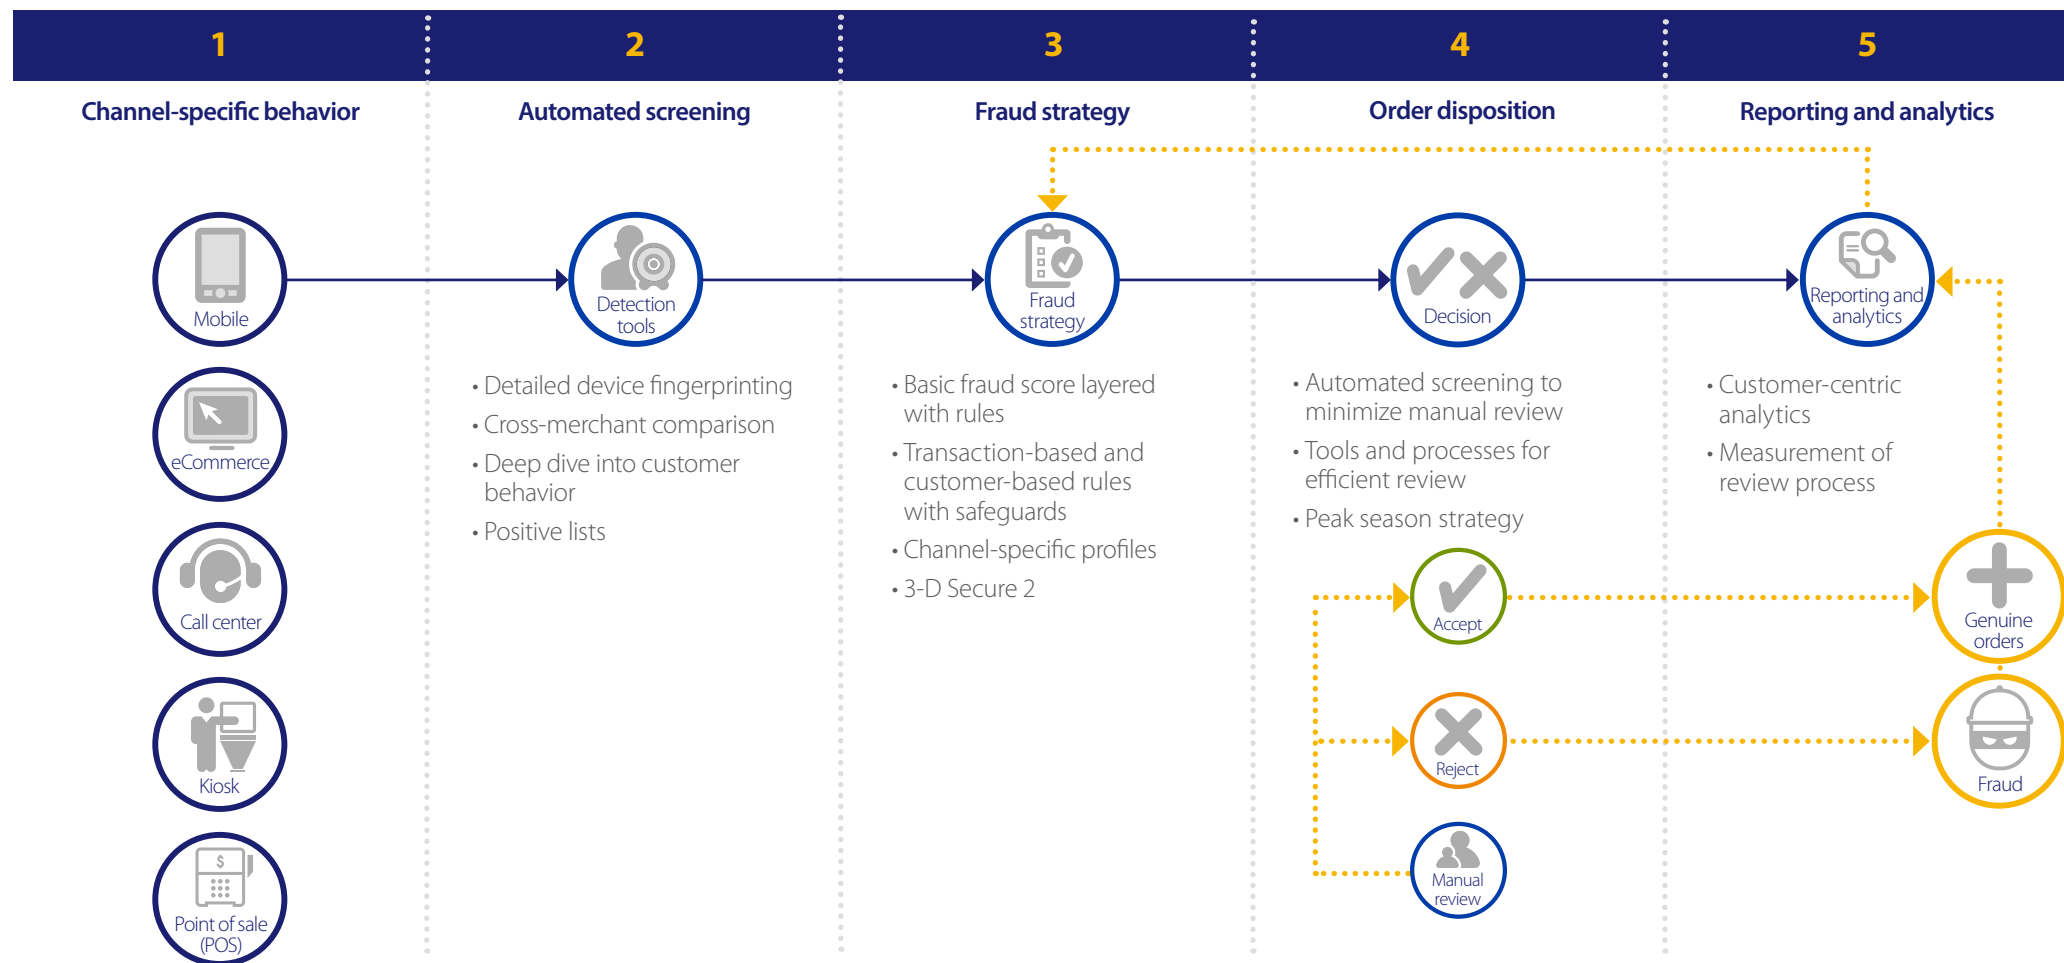 1
2
3
4
5
Channel-specific behavior
Automated screening
Fraud strategy
Order disposition
Reporting and analytics
Mobile
eCommerce
Call center
Kiosk
$
Point of sale
(POS)
Detection
tools
• Detailed device fingerprinting
• Cross-merchant comparison
• Deep dive into customer
behavior
• Positive lists
Fraud
strategy
• Basic fraud score layered
with rules
• Transaction-based and
customer-based rules
with safeguards
• Channel-specific profiles
• 3-D Secure 2
Decision
• Automated screening to
minimize manual review
• Tools and processes for
efficient review
• Peak season strategy
Accept
Reject
Manual
review
Reporting and
analytics
• Customer-centric
analytics
• Measurement of
review process
Genuine
orders
Fraud